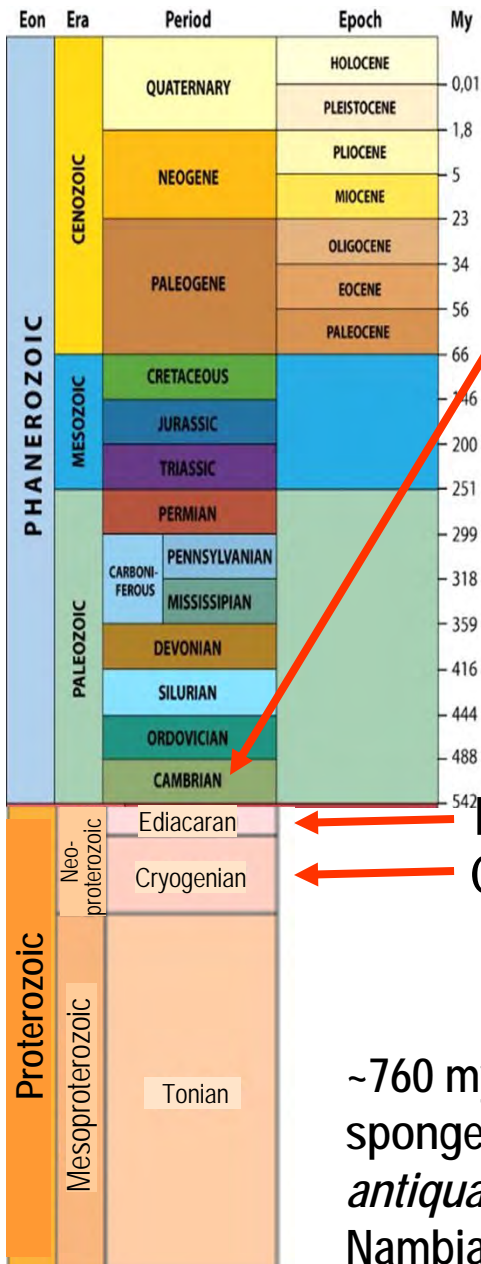 Eon Era Period Epoch My
PHANEROZOIC
CENOZOIC
QUATERNARY
HOLOCENE
0,01
PLEISTOCENE
1,8
NEOGENE
PLIOCENE
5
MIOCENE
23
PALEOGENE
OLIGOCENE
34
EOCENE
56
PALEOCENE
66
MESOZOIC
CRETACEOUS
146
JURASSIC
200
TRIASSIC
251
PALEOZOIC
PERMIAN
299
CARBONI-
FEROUS
PENNSYLVANIAN
318
MISSISSIPIAN
359
DEVONIAN
416
SILURIAN
444
ORDOVICIAN
488
CAMBRIAN
542
Proterozoic
Neo-
proterozoic
Ediacaran
Cryogenian
Mesoproterozoic
Tonian
~760 my
sponge
antiqua
Nambia